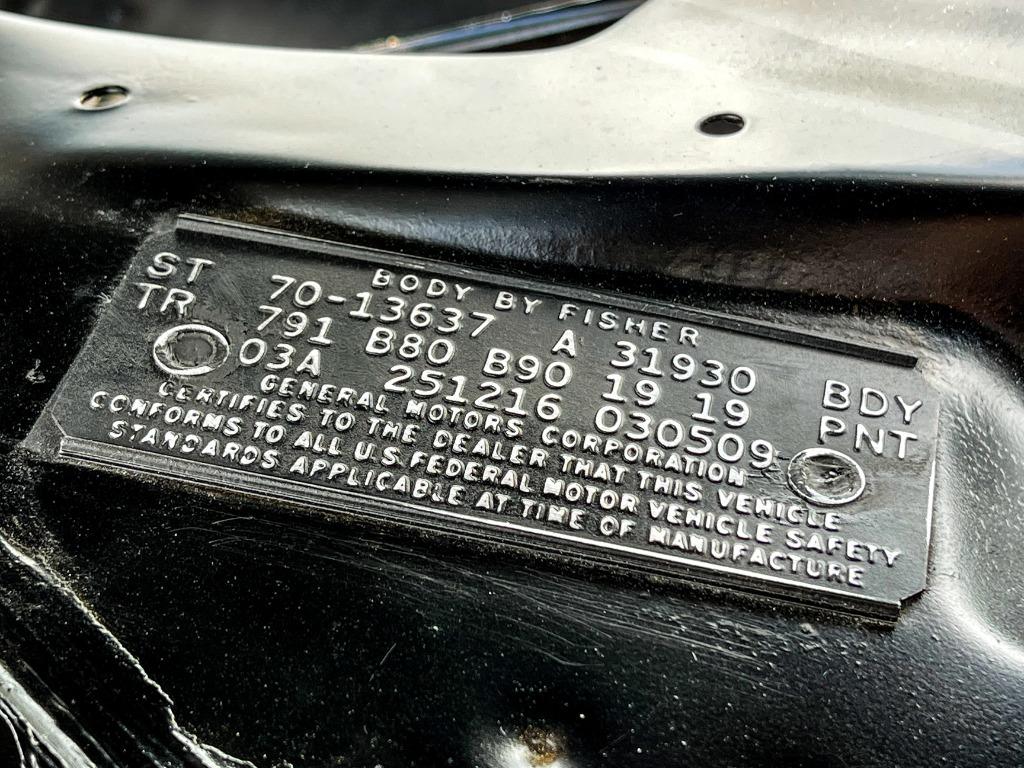 BODY BY FISHER
ST 70-13637 A 31930 BDY
TR 791 B80 B90 19 19 PNT
03A 251216 030509
GENERAL MOTORS CORPORATION
CERTIFIES TO THE DEALER THAT THIS VEHICLE
CONFORMS TO ALL U.S. FEDERAL MOTOR VEHICLE SAFETY
STANDARDS APPLICABLE AT TIME OF MANUFACTURE